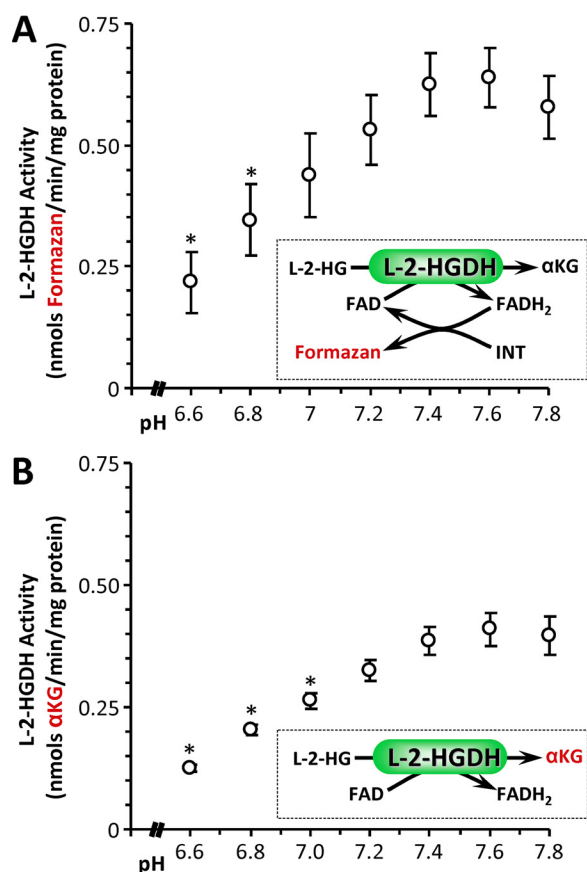 A
L-2-HGDH Activity
(nmols Formazan/min/mg protein)
0.75
0.50
0.25
0
* *
L-2-HG L-2-HGDH αKG
FAD FADH2
Formazan INT
pH 6.6 6.8 7 7.2 7.4 7.6 7.8
B
L-2-HGDH Activity
(nmols αKG/min/mg protein)
0.75
0.50
0.25
0
* * *
L-2-HG L-2-HGDH αKG
FAD FADH2
pH 6.6 6.8 7.0 7.2 7.4 7.6 7.8